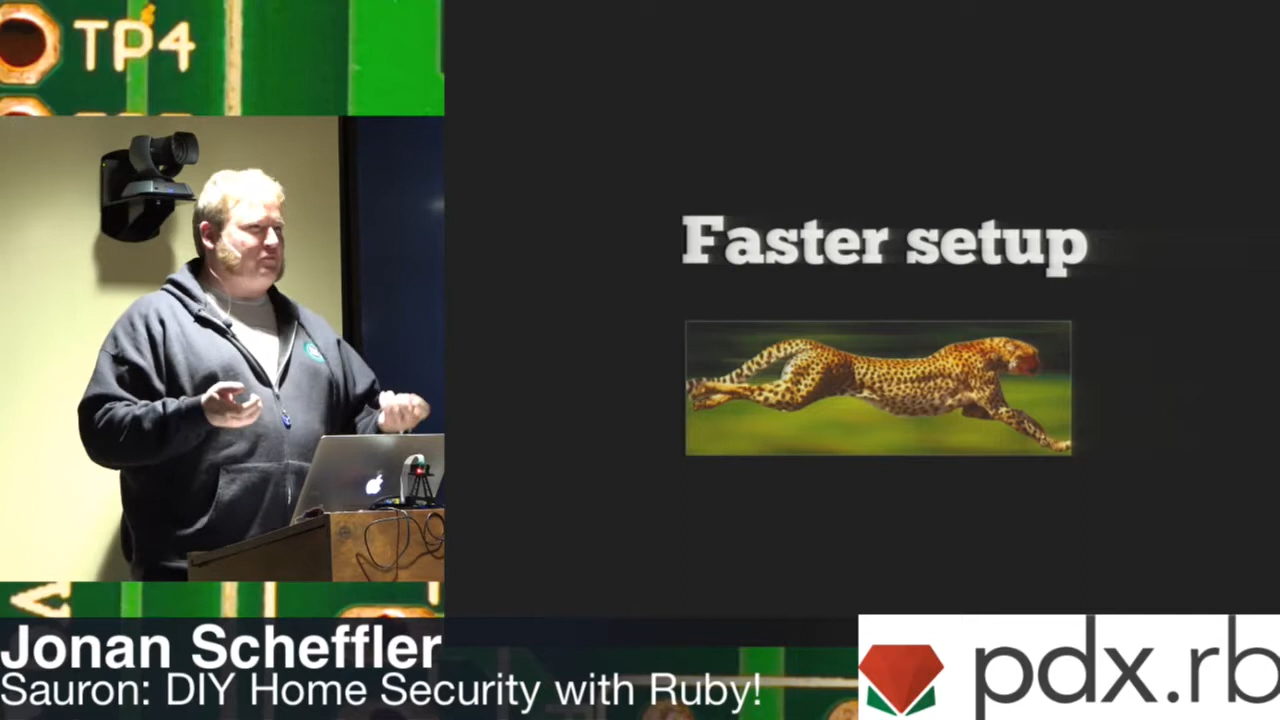 TP4
Faster setup
Jonan Scheffler
Sauron: DIY Home Security with Ruby!
pdx.rb